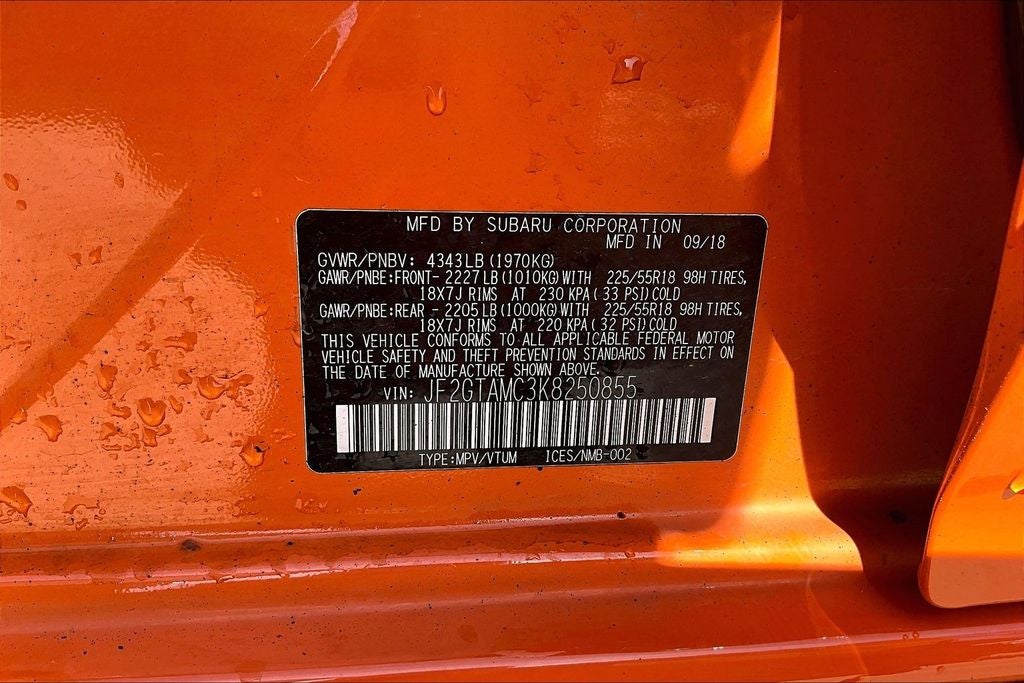 MFD BY SUBARU CORPORATION
MFD IN 09/18
GVWR/PNBV: 4343LB (1970KG)
GAWR/PNBE:FRONT- 2227LB (1010KG) WITH 225/55R18 98H TIRES,
18X7J RIMS AT 230 KPA( 33 PSI) COLD
GAWR/PNBE:REAR - 2205LB (1000KG) WITH 225/55R18 98H TIRES,
18X7J RIMS AT 220 KPA( 32 PSI) COLD
THIS VEHICLE CONFORMS TO ALL APPLICABLE FEDERAL MOTOR
VEHICLE SAFETY AND THEFT PREVENTION STANDARDS IN EFFECT ON
THE DATE OF MANUFACTURE SHOWN ABOVE.
VIN: JF2GTAMC3K8250855
TYPE:MPV/VTUM ICES/NMB-002